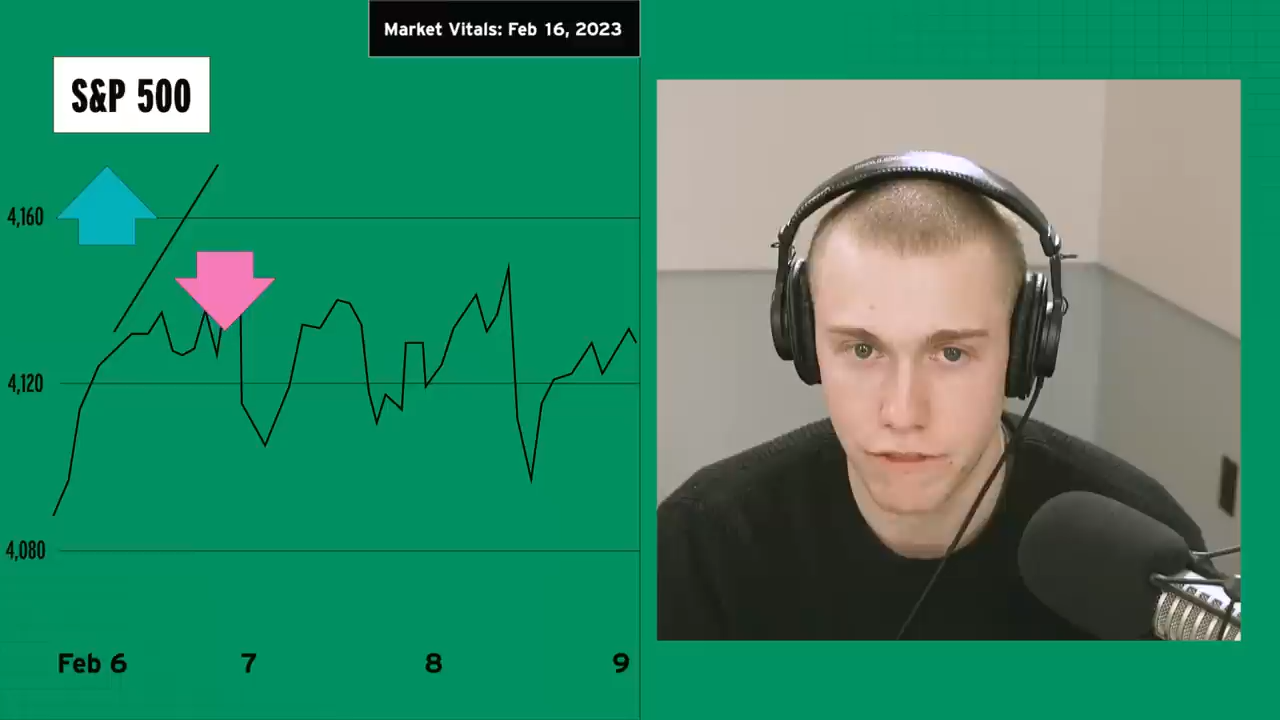 Market Vitals: Feb 16, 2023
S&P 500
4,160
4,120
4,080
Feb 6 7 8 9